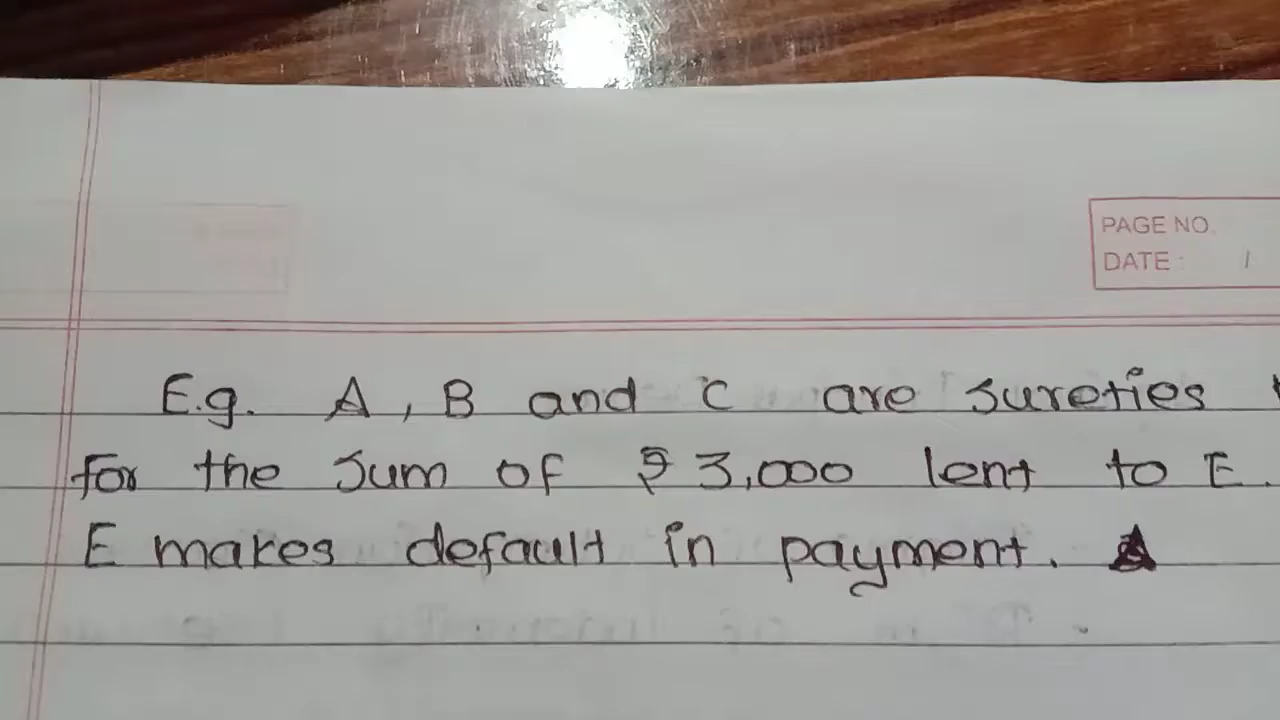 PAGE NO.
DATE: /
E.g. A, B and C are sureties
for the sum of ₹ 3,000 lent to E.
E makes default in payment.